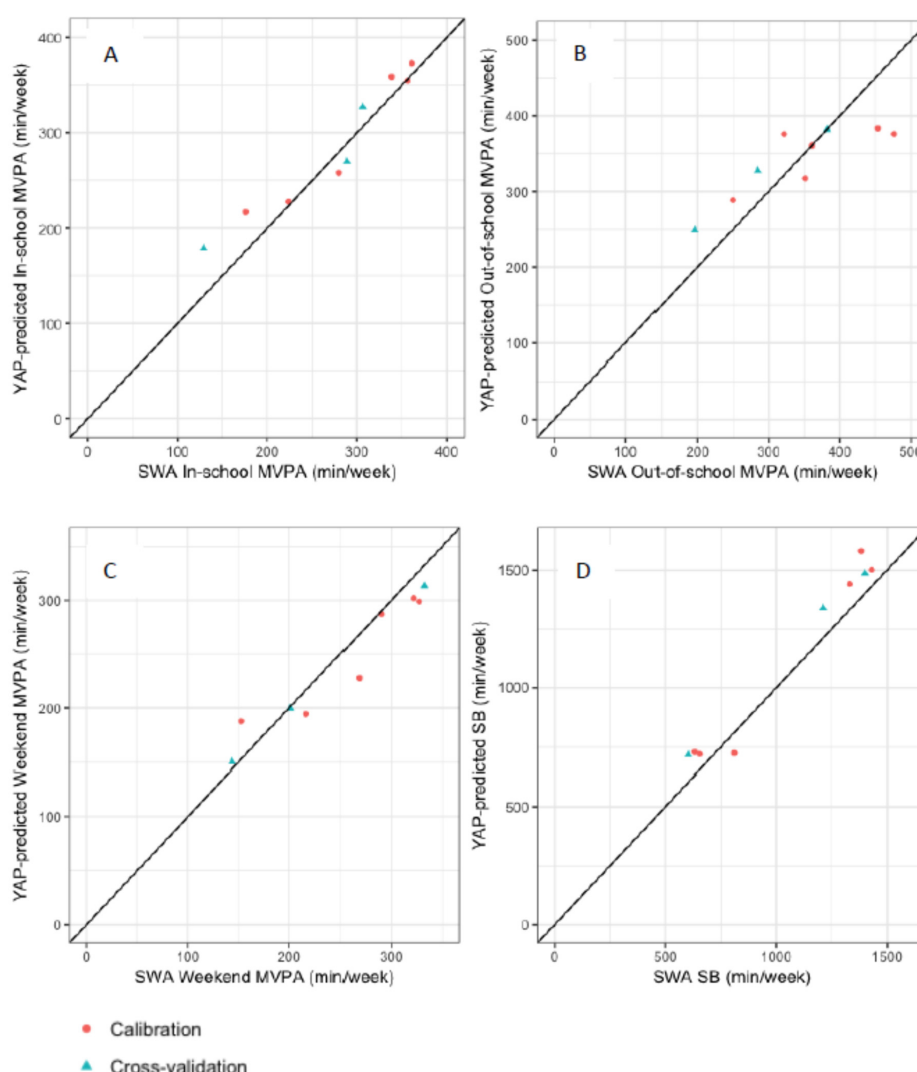 A
YAP-predicted In-school MVPA (min/week)
400
300
200
100
0
0 100 200 300 400
SWA In-school MVPA (min/week)
B
YAP-predicted Out-of-school MVPA (min/week)
500
400
300
200
100
0
0 100 200 300 400 500
SWA Out-of-school MVPA (min/week)
C
YAP-predicted Weekend MVPA (min/week)
300
200
100
0
0 100 200 300
SWA Weekend MVPA (min/week)
D
YAP-predicted SB (min/week)
1500
1000
500
0
0 500 1000 1500
SWA SB (min/week)
Calibration
Cross-validation